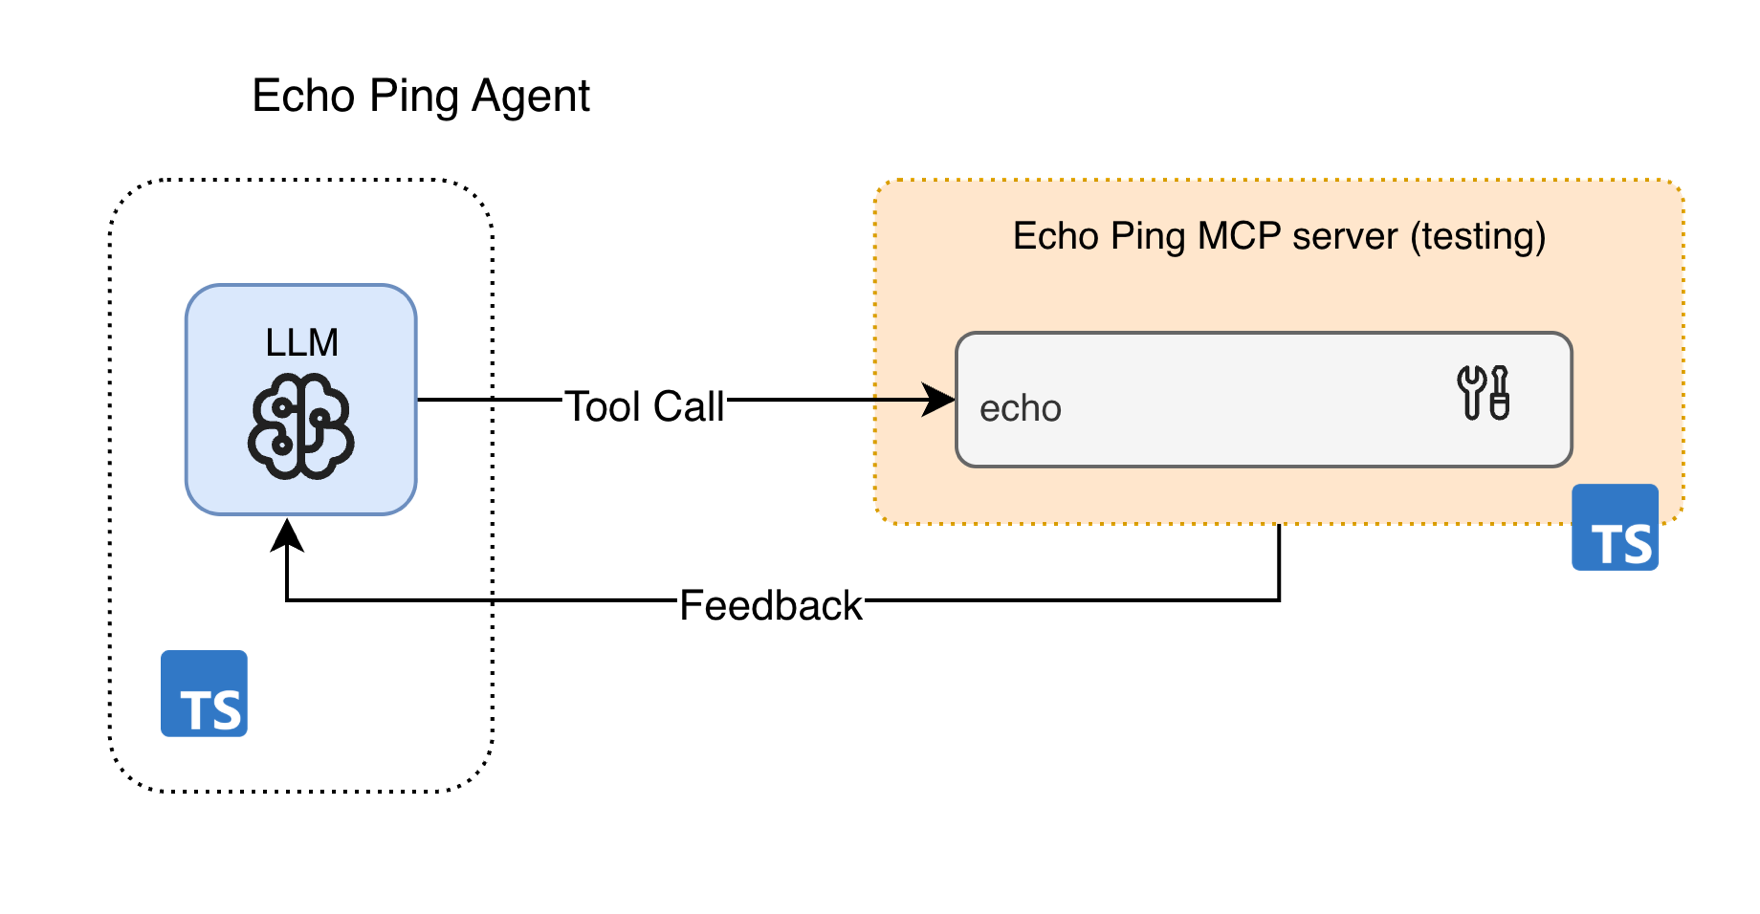 Echo Ping Agent
Echo Ping MCP server (testing)
LLM
Tool Call
echo
TS
Feedback
TS